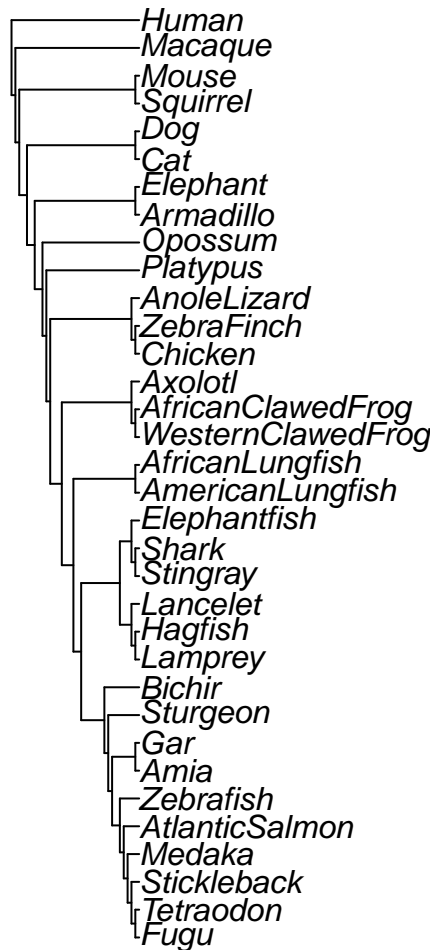 Human
Macaque
Mouse
Squirrel
Dog
Cat
Elephant
Armadillo
Opossum
Platypus
AnoleLizard
ZebraFinch
Chicken
Axolotl
AfricanClawedFrog
WesternClawedFrog
AfricanLungfish
AmericanLungfish
Elephantfish
Shark
Stingray
Lancelet
Hagfish
Lamprey
Bichir
Sturgeon
Gar
Amia
Zebrafish
AtlanticSalmon
Medaka
Stickleback
Tetraodon
Fugu